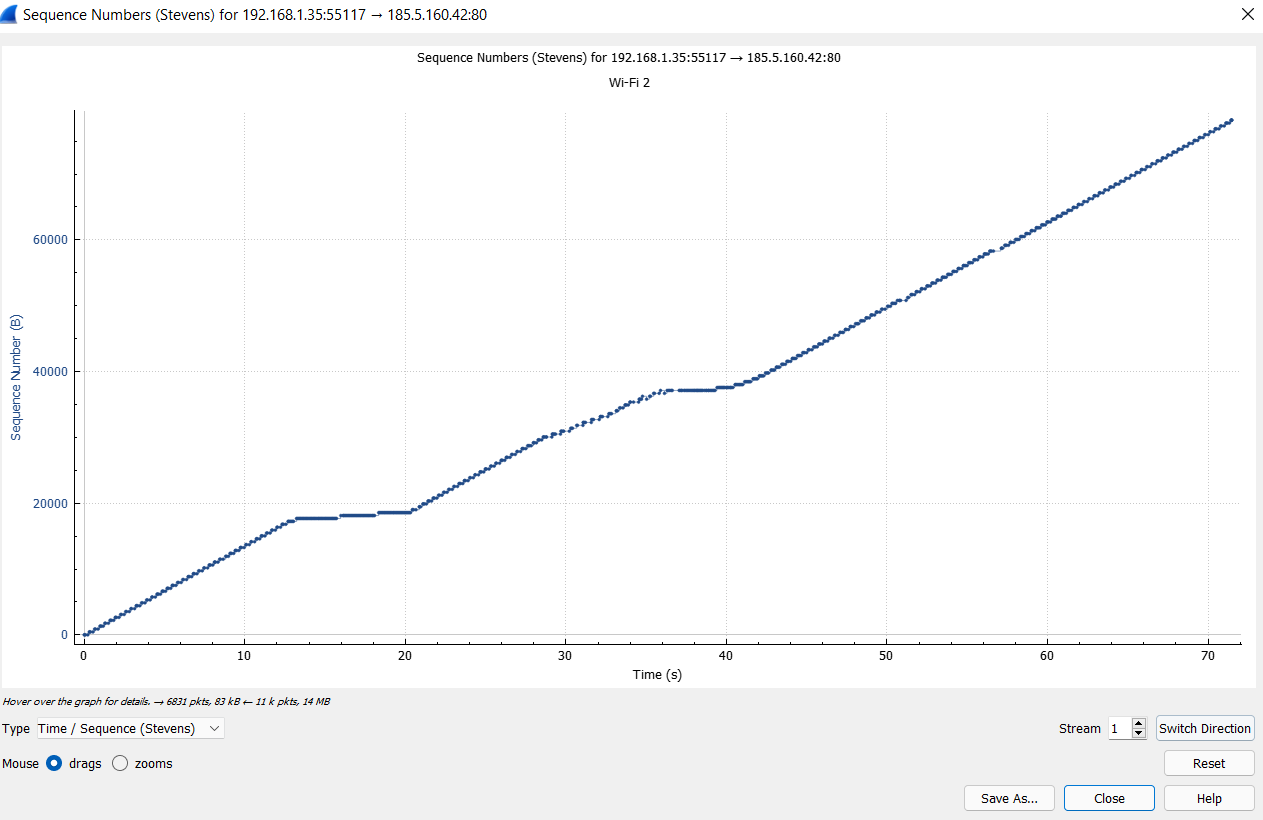 Sequence Numbers (Stevens) for 192.168.1.35:55117 → 185.5.160.42:80
Sequence Numbers (Stevens) for 192.168.1.35:55117 → 185.5.160.42:80
Wi-Fi 2
60000
40000
20000
0
Sequence Number (B)
0 10 20 30 40 50 60 70
Time (s)
Hover over the graph for details. → 6831 pkts, 83 kB ← 11 k pkts, 14 MB
Type Time / Sequence (Stevens) Stream 1 Switch Direction
Mouse drags zooms Reset
Save As... Close Help